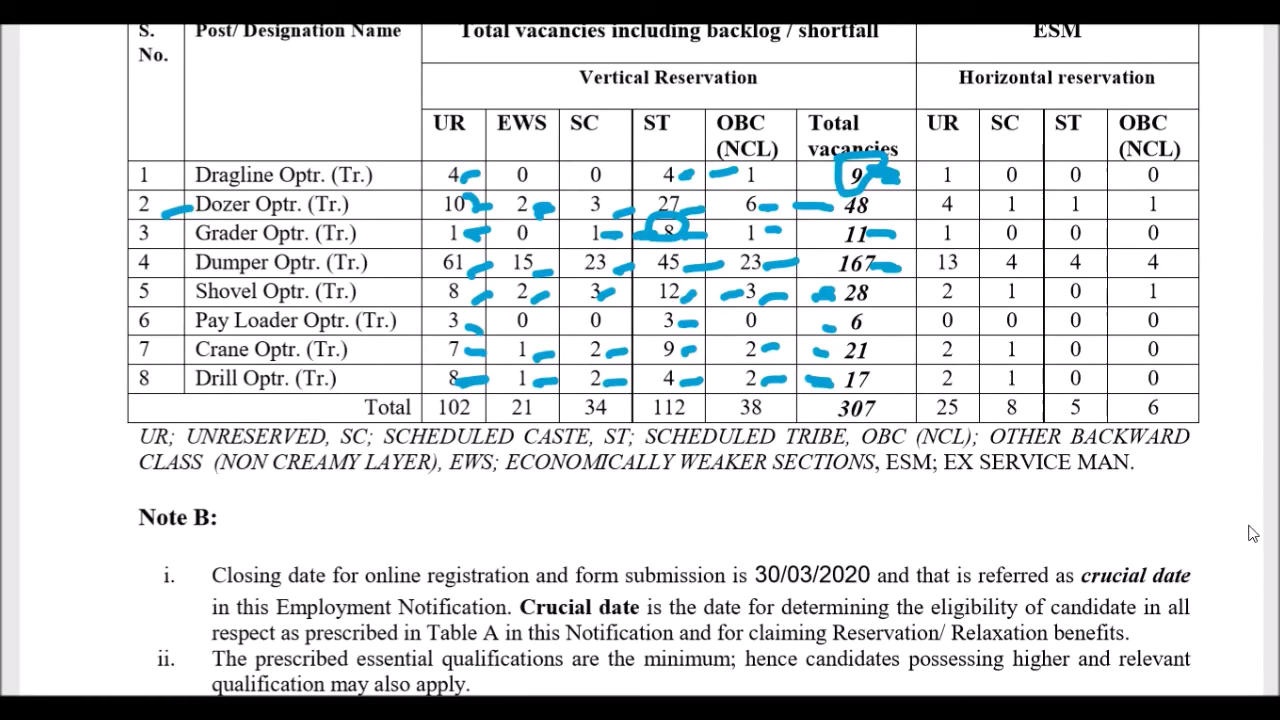 S. Post/ Designation Name Total vacancies including backlog / shortfall ESM
No.
Vertical Reservation Horizontal reservation
UR EWS SC ST OBC Total UR SC ST OBC
(NCL) vacancies (NCL)
1 Dragline Optr. (Tr.) 4 0 0 4 1 9 1 0 0 0
2 Dozer Optr. (Tr.) 10 2 3 27 6 48 4 1 1 1
3 Grader Optr. (Tr.) 1 0 1 8 1 11 1 0 0 0
4 Dumper Optr. (Tr.) 61 15 23 45 23 167 13 4 4 4
5 Shovel Optr. (Tr.) 8 2 3 12 3 28 2 1 0 1
6 Pay Loader Optr. (Tr.) 3 0 0 3 0 6 0 0 0 0
7 Crane Optr. (Tr.) 7 1 2 9 2 21 2 1 0 0
8 Drill Optr. (Tr.) 8 1 2 4 2 17 2 1 0 0
Total 102 21 34 112 38 307 25 8 5 6
UR; UNRESERVED, SC; SCHEDULED CASTE, ST; SCHEDULED TRIBE, OBC (NCL); OTHER BACKWARD
CLASS (NON CREAMY LAYER), EWS; ECONOMICALLY WEAKER SECTIONS, ESM; EX SERVICE MAN.
Note B:
i. Closing date for online registration and form submission is 30/03/2020 and that is referred as crucial date
in this Employment Notification. Crucial date is the date for determining the eligibility of candidate in all
respect as prescribed in Table A in this Notification and for claiming Reservation/ Relaxation benefits.
ii. The prescribed essential qualifications are the minimum; hence candidates possessing higher and relevant
qualification may also apply.